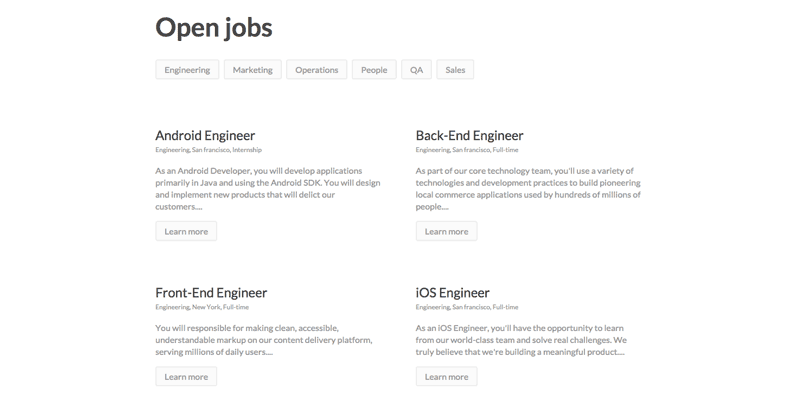 Open jobs
Engineering Marketing Operations People QA Sales
Android Engineer
Engineering, San francisco, Internship
As an Android Developer, you will develop applications
primarily in Java and using the Android SDK. You will design
and implement new products that will delict our
customers....
Learn more
Back-End Engineer
Engineering, San francisco, Full-time
As part of our core technology team, you'll use a variety of
technologies and development practices to build pioneering
local commerce applications used by hundreds of millions of
people....
Learn more
Front-End Engineer
Engineering, New York, Full-time
You will responsible for making clean, accessible,
understandable markup on our content delivery platform,
serving millions of daily users....
Learn more
iOS Engineer
Engineering, San francisco, Full-time
As an iOS Engineer, you'll have the opportunity to learn
from our world-class team and solve real challenges. We
truly believe that we're building a meaningful product....
Learn more